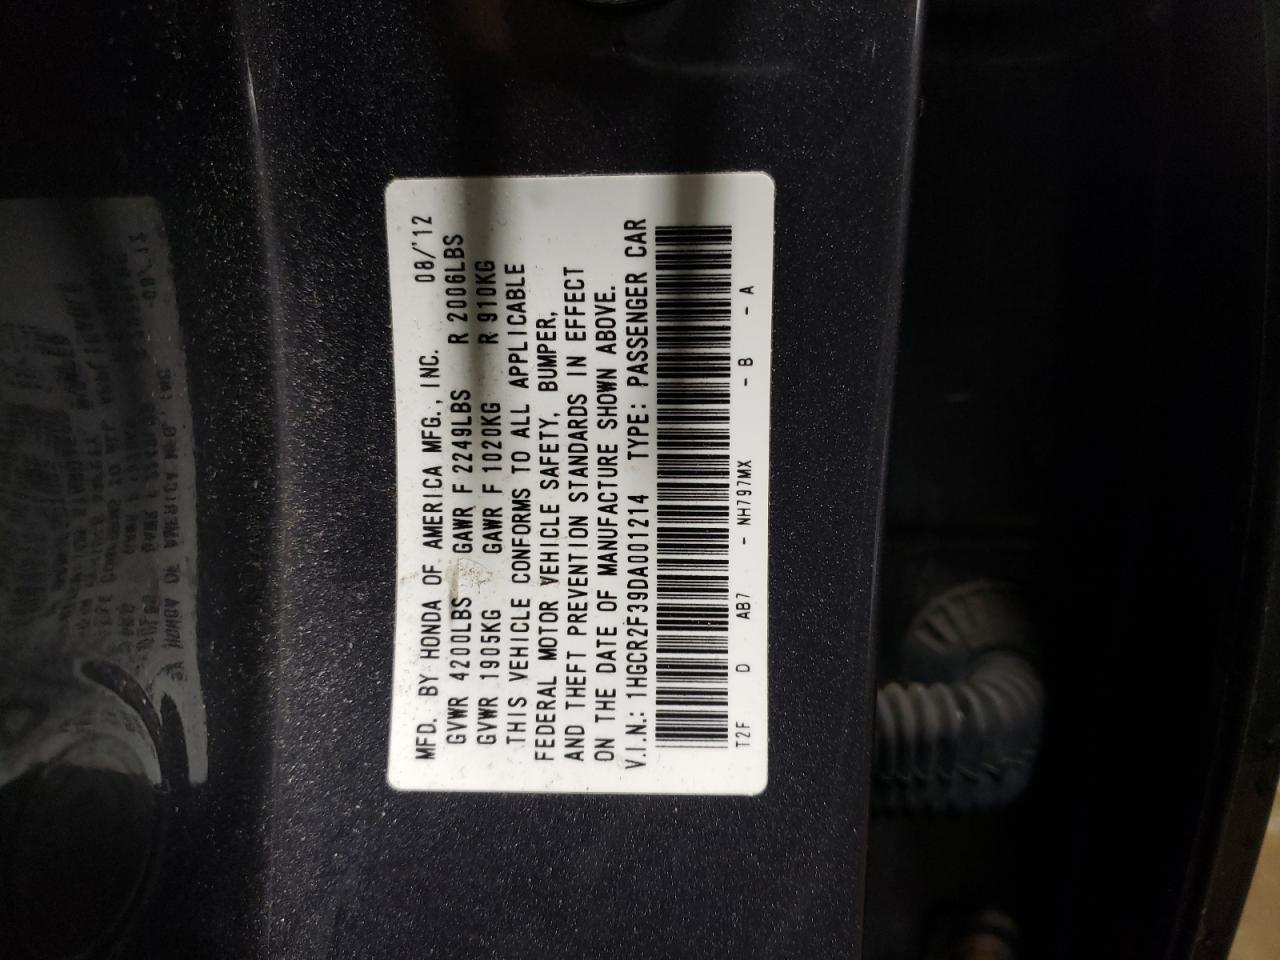 MFD. BY HONDA OF AMERICA MFG., INC. 08/'12
GVWR 4200LBS GAWR F 2249LBS R 2006LBS
GVWR 1905KG GAWR F 1020KG R 910KG
THIS VEHICLE CONFORMS TO ALL APPLICABLE
FEDERAL MOTOR VEHICLE SAFETY, BUMPER,
AND THEFT PREVENTION STANDARDS IN EFFECT
ON THE DATE OF MANUFACTURE SHOWN ABOVE.
V.I.N.: 1HGCR2F39DA001214 TYPE: PASSENGER CAR
T2F D AB7 - NH797MX - B - A